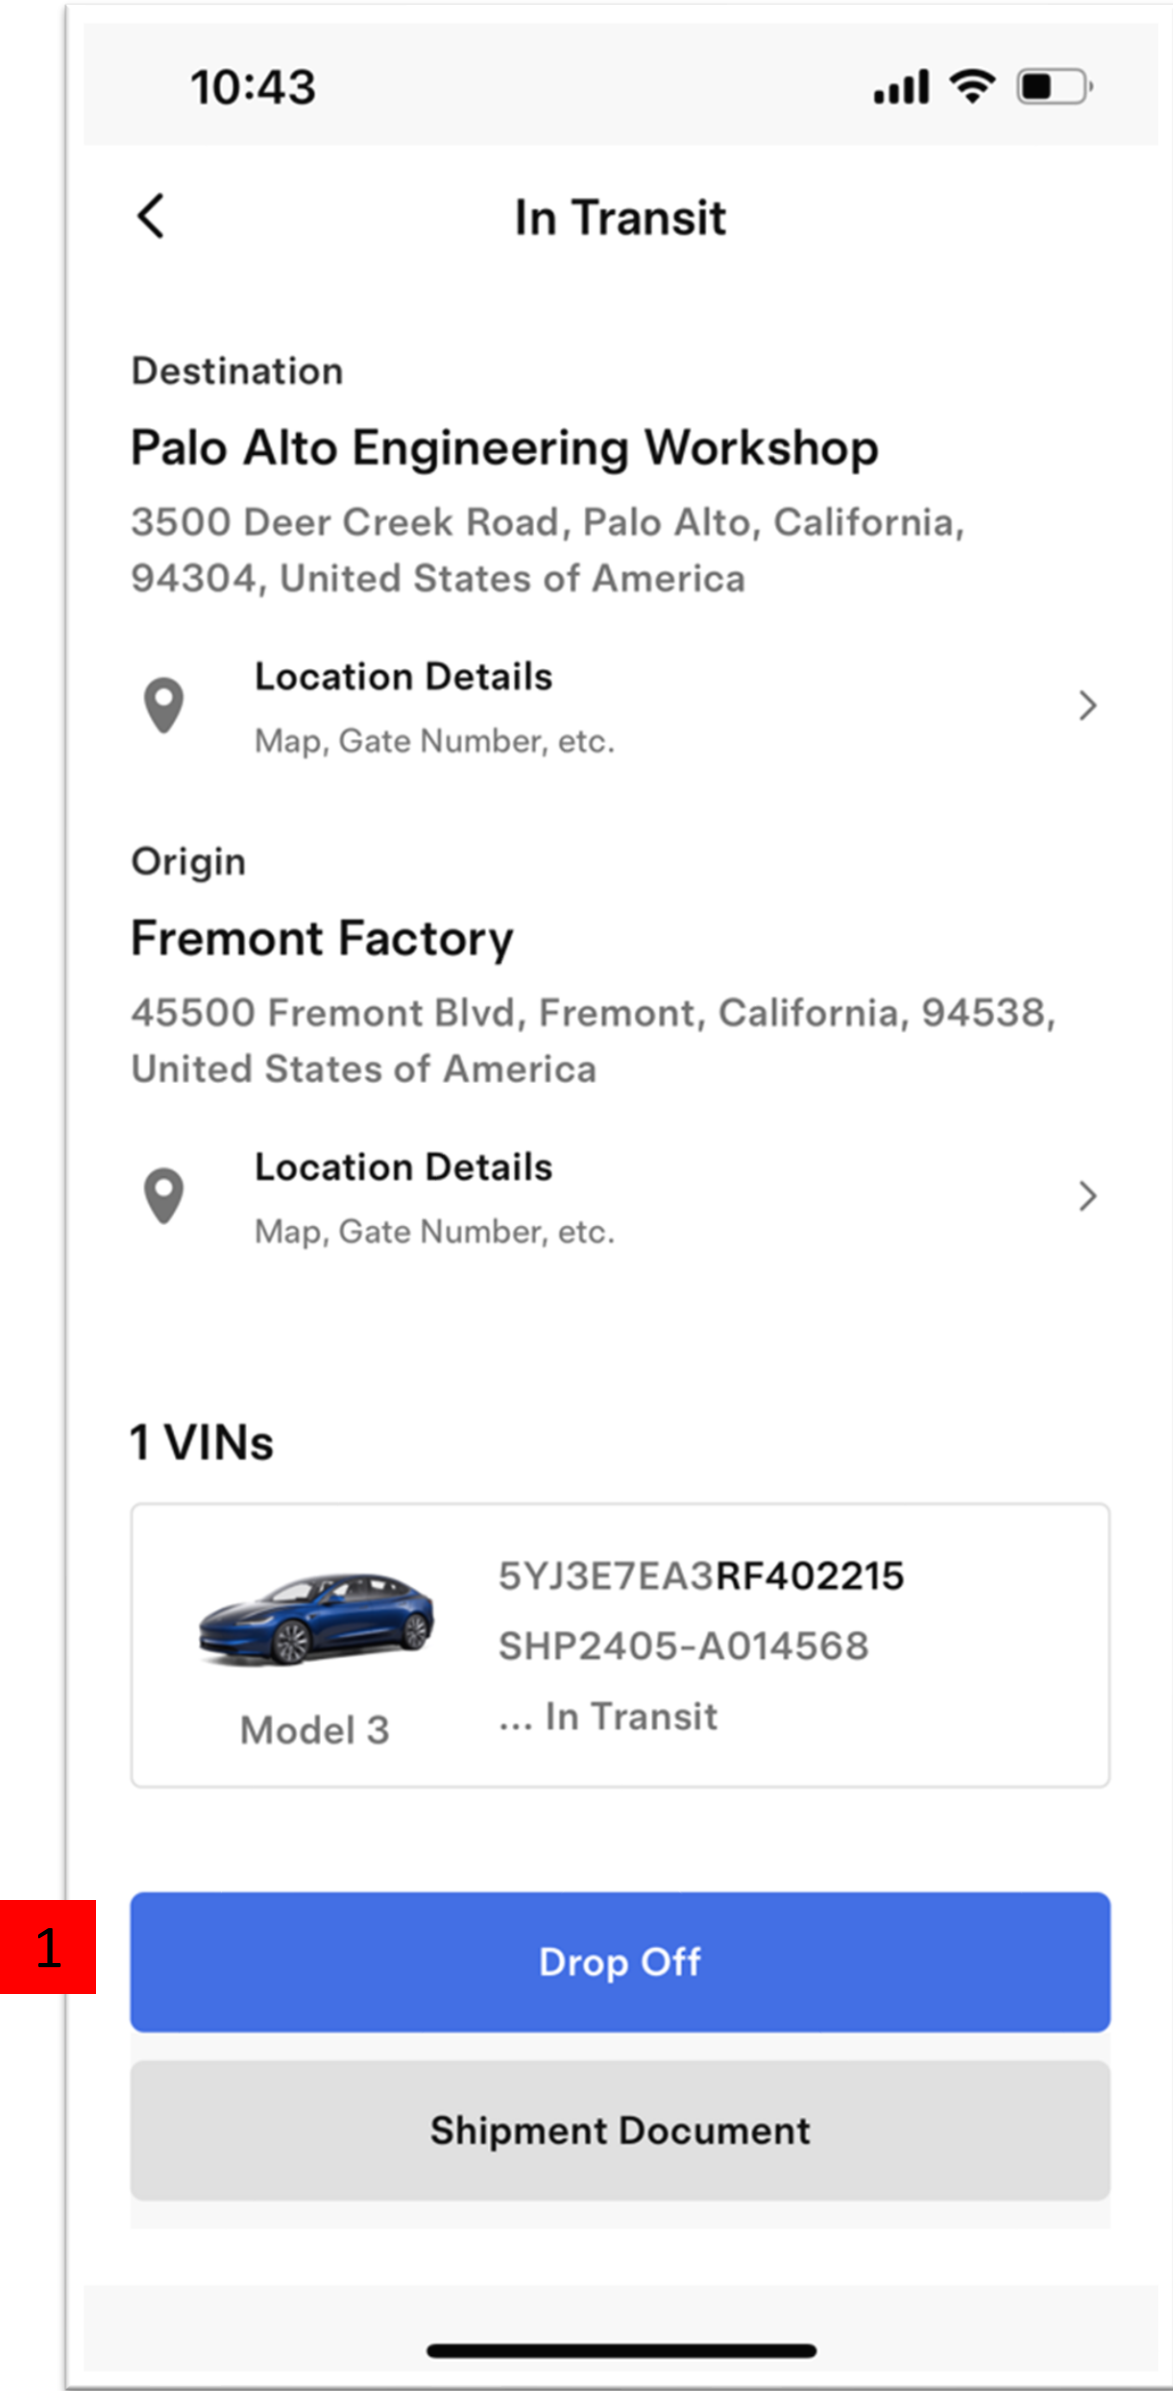 10:43
In Transit
Destination
Palo Alto Engineering Workshop
3500 Deer Creek Road, Palo Alto, California,
94304, United States of America
Location Details
Map, Gate Number, etc.
Origin
Fremont Factory
45500 Fremont Blvd, Fremont, California, 94538,
United States of America
Location Details
Map, Gate Number, etc.
1 VINs
5YJ3E7EA3RF402215
SHP2405-A014568
... In Transit
Model 3
1
Drop Off
Shipment Document